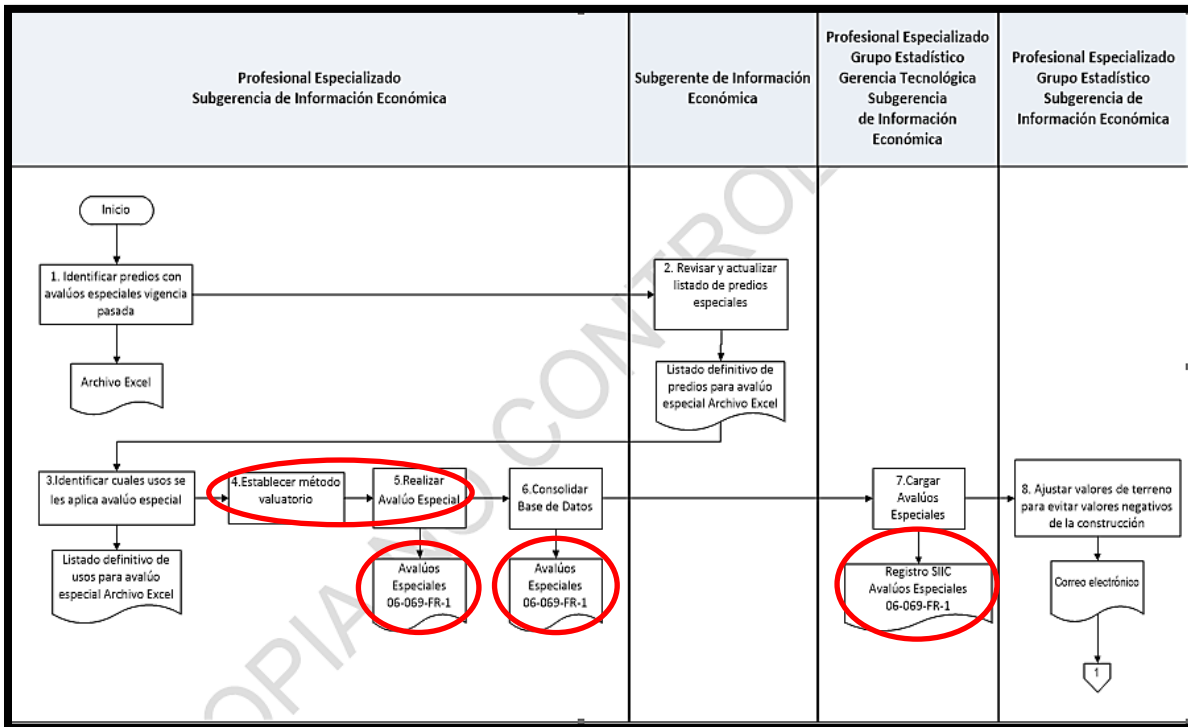 Profesional Especializado
Subgerencia de Información Económica
Subgerente de Información
Económica
Profesional Especializado
Grupo Estadístico
Gerencia Tecnológica
Subgerencia
de Información
Económica
Profesional Especializado
Grupo Estadístico
Subgerencia de
Información Económica
Inicio
1. Identificar predios con
avalúos especiales vigencia
pasada
2. Revisar y actualizar
listado de predios
especiales
Archivo Excel
Listado definitivo de
predios para avalúo
especial Archivo Excel
3.Identificar cuales usos se
les aplica avalúo especial
4.Establecer método
valuatorio
5.Realizar
Avalúo Especial
6.Consolidar
Base de Datos
7.Cargar
Avalúos
Especiales
8. Ajustar valores de terreno
para evitar valores negativos
de la construcción
Listado definitivo de
usos para avalúo
especial Archivo Excel
Avalúos
Especiales
06-069-FR-1
Avalúos
Especiales
06-069-FR-1
Registro SIIC
Avalúos Especiales
06-069-FR-1
Correo electrónico
1
OPIA NO CONTROL